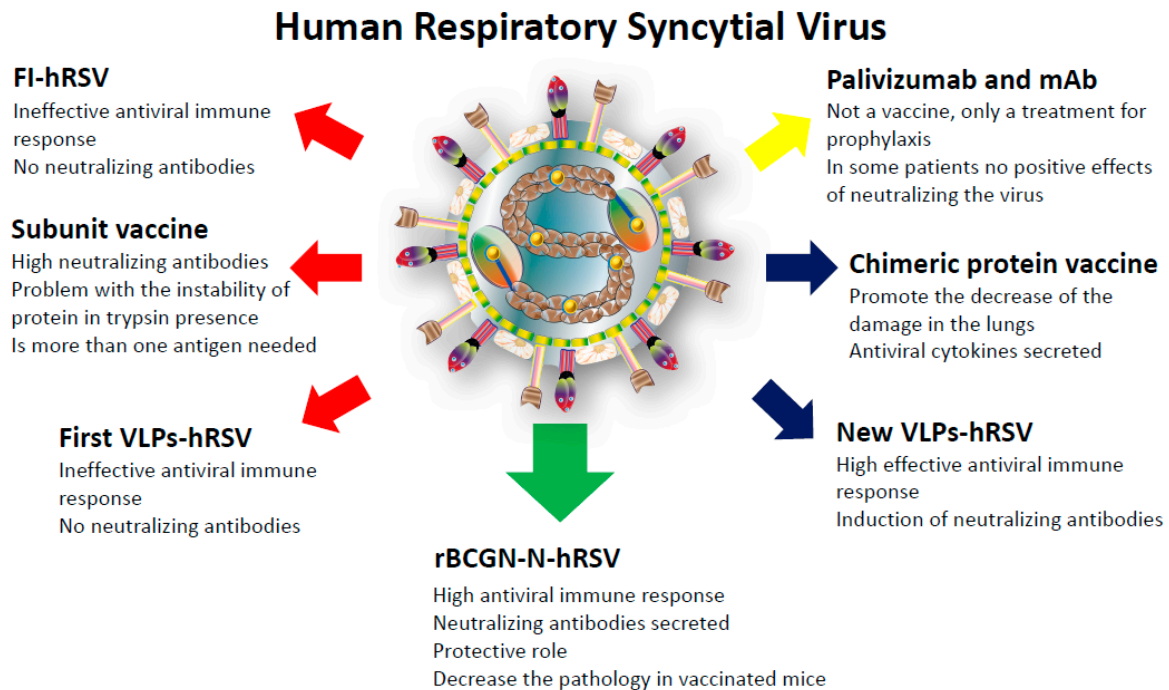 Human Respiratory Syncytial Virus
FI-hRSV
Ineffective antiviral immune
response
No neutralizing antibodies
Subunit vaccine
High neutralizing antibodies
Problem with the instability of
protein in trypsin presence
Is more than one antigen needed
First VLPs-hRSV
Ineffective antiviral immune
response
No neutralizing antibodies
rBCGN-N-hRSV
High antiviral immune response
Neutralizing antibodies secreted
Protective role
Decrease the pathology in vaccinated mice
Palivizumab and mAb
Not a vaccine, only a treatment for
prophylaxis
In some patients no positive effects
of neutralizing the virus
Chimeric protein vaccine
Promote the decrease of the
damage in the lungs
Antiviral cytokines secreted
New VLPs-hRSV
High effective antiviral immune
response
Induction of neutralizing antibodies